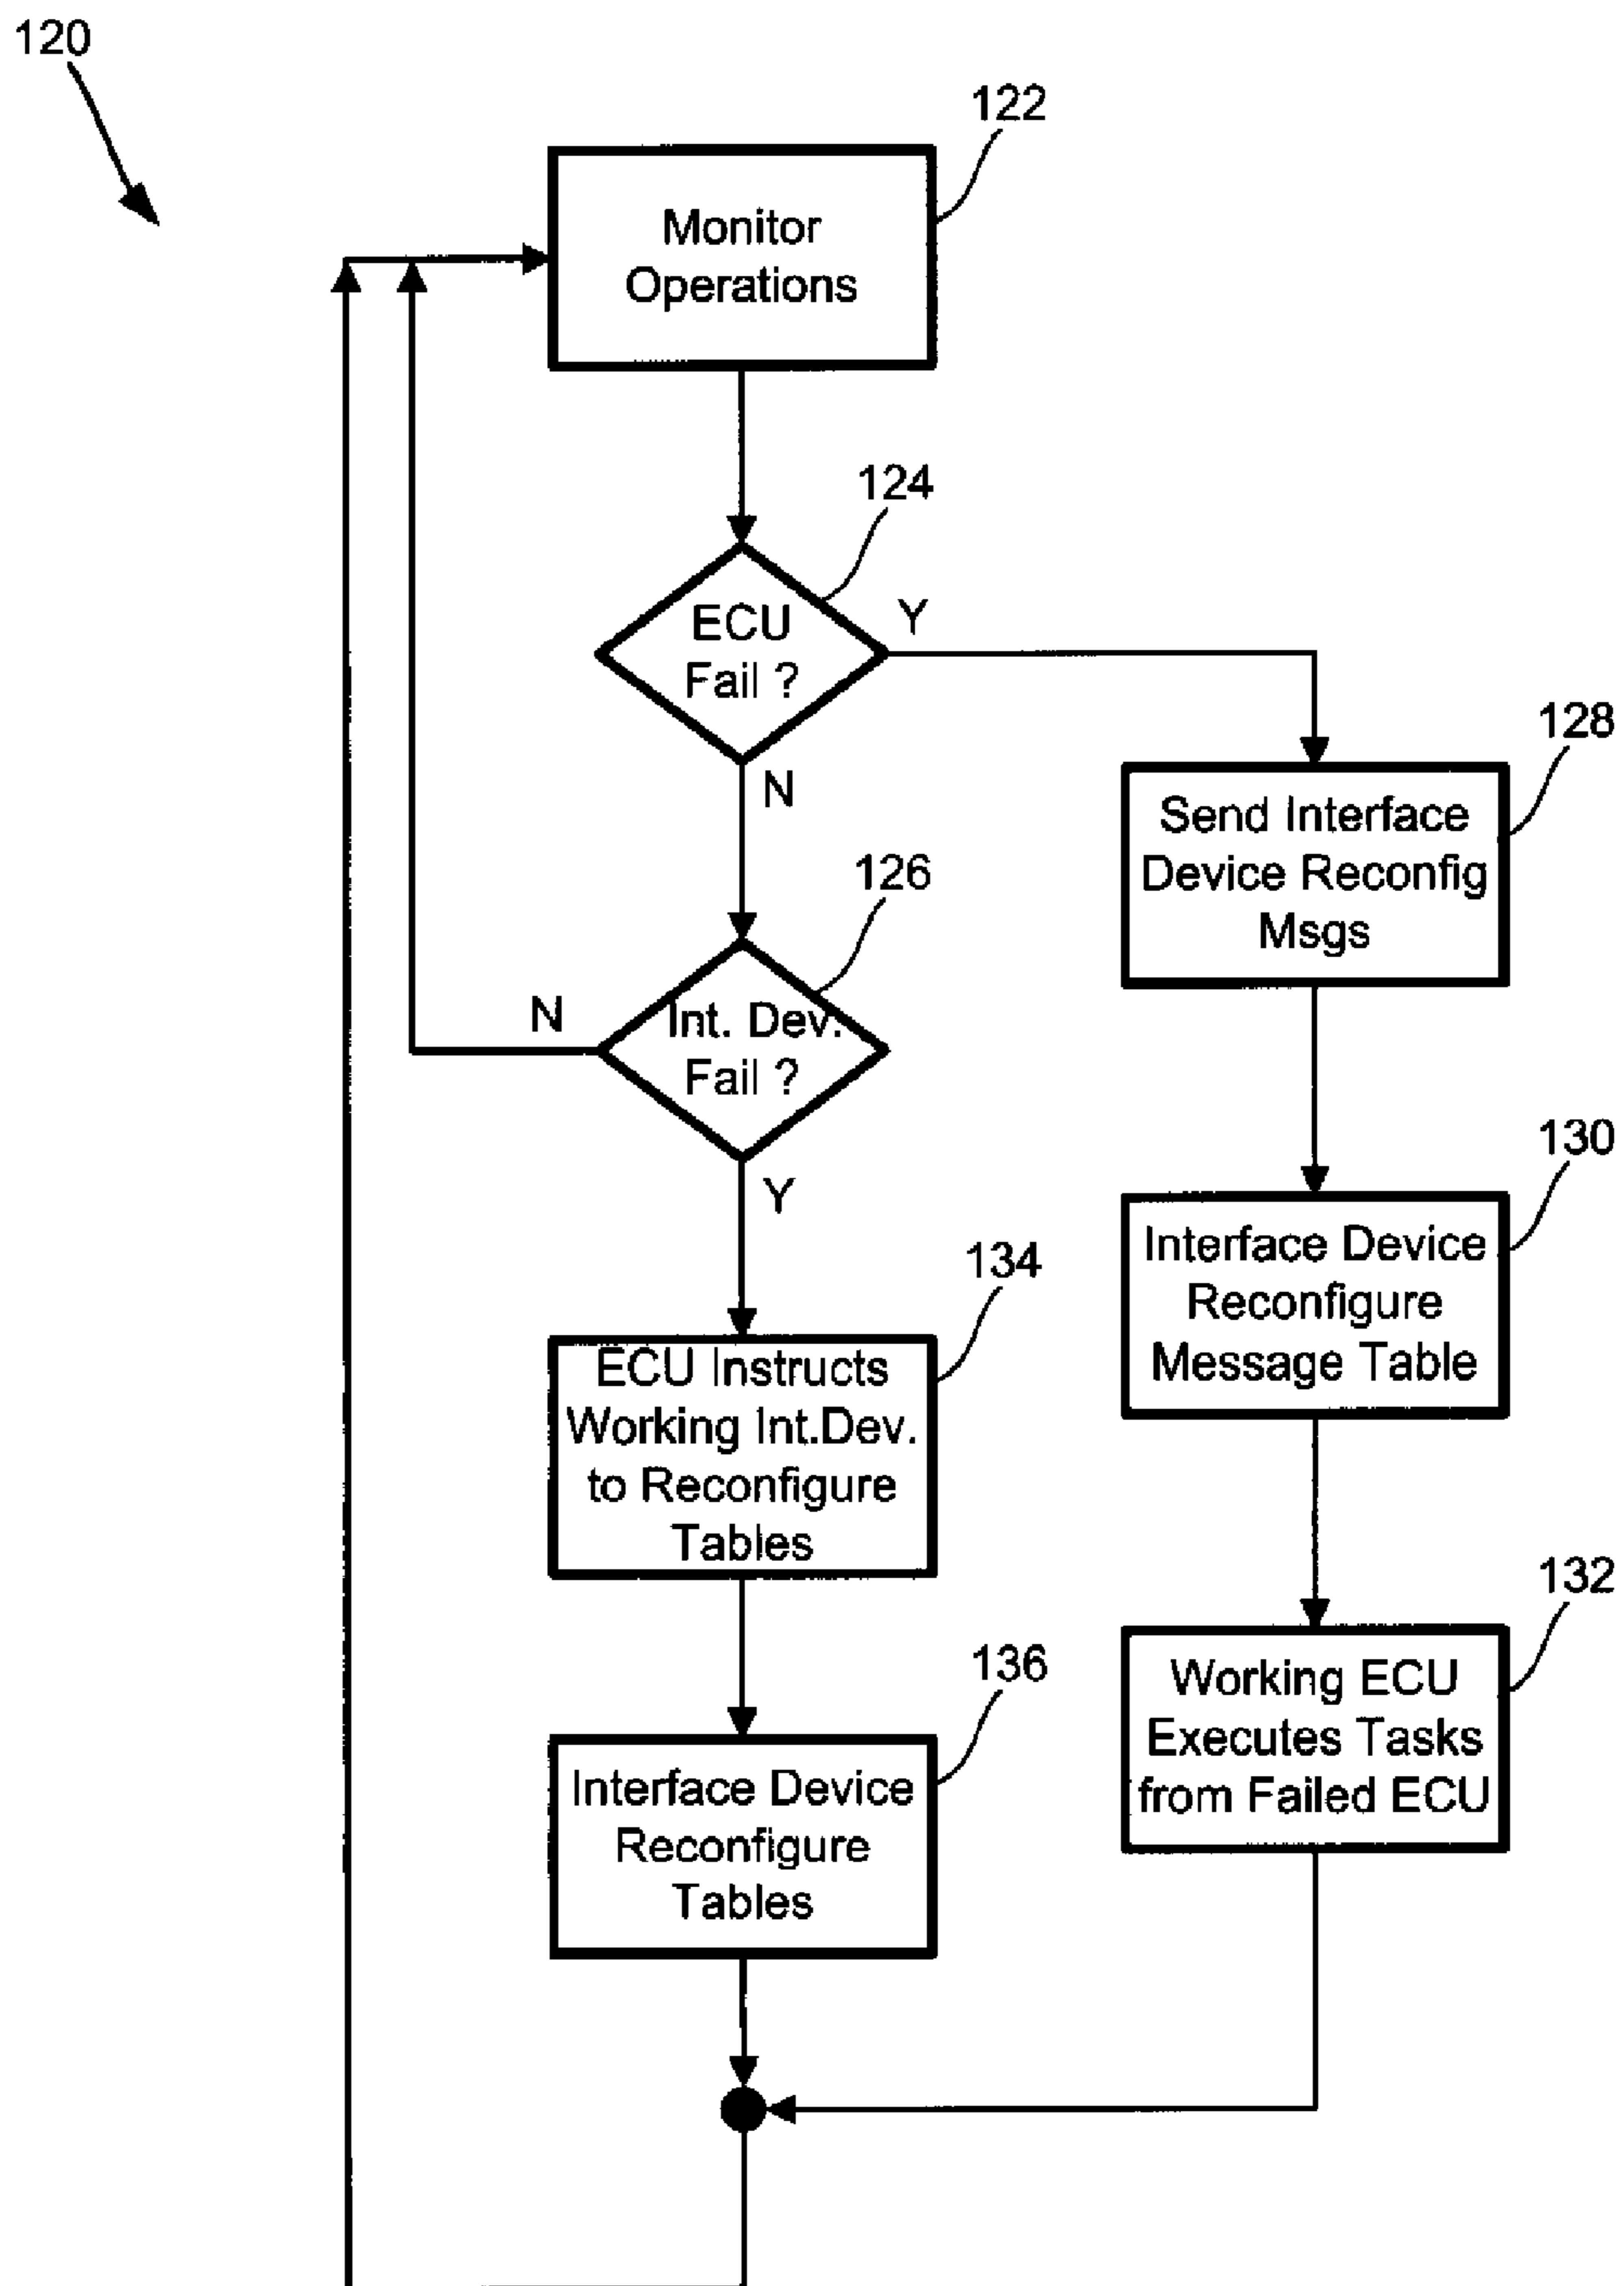 120
122
Monitor
Operations
124
ECU
Fail ?
Y
N
128
Send Interface
Device Reconfig
Msgs
126
Int. Dev.
Fail ?
N
Y
130
Interface Device
Reconfigure
Message Table
134
ECU Instructs
Working Int.Dev.
to Reconfigure
Tables
132
Working ECU
Executes Tasks
from Failed ECU
136
Interface Device
Reconfigure
Tables